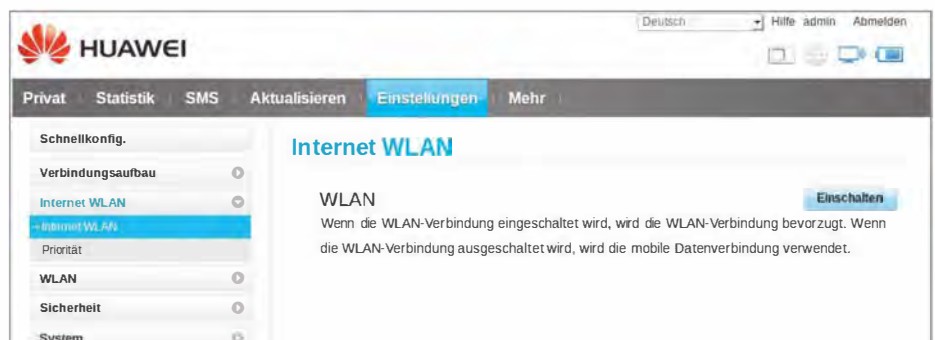 Deutsch Hilfe admin Abmelden
HUAWEI
Privat Statistik SMS Aktualisieren Einstellungen Mehr
Schnellkonfig.
Verbindungsaufbau
Internet WLAN
Internet WLAN
Priorität
WLAN
Sicherheit
System
Internet WLAN
WLAN Einschalten
Wenn die WLAN-Verbindung eingeschaltet wird, wird die WLAN-Verbindung bevorzugt. Wenn
die WLAN-Verbindung ausgeschaltet wird, wird die mobile Datenverbindung verwendet.